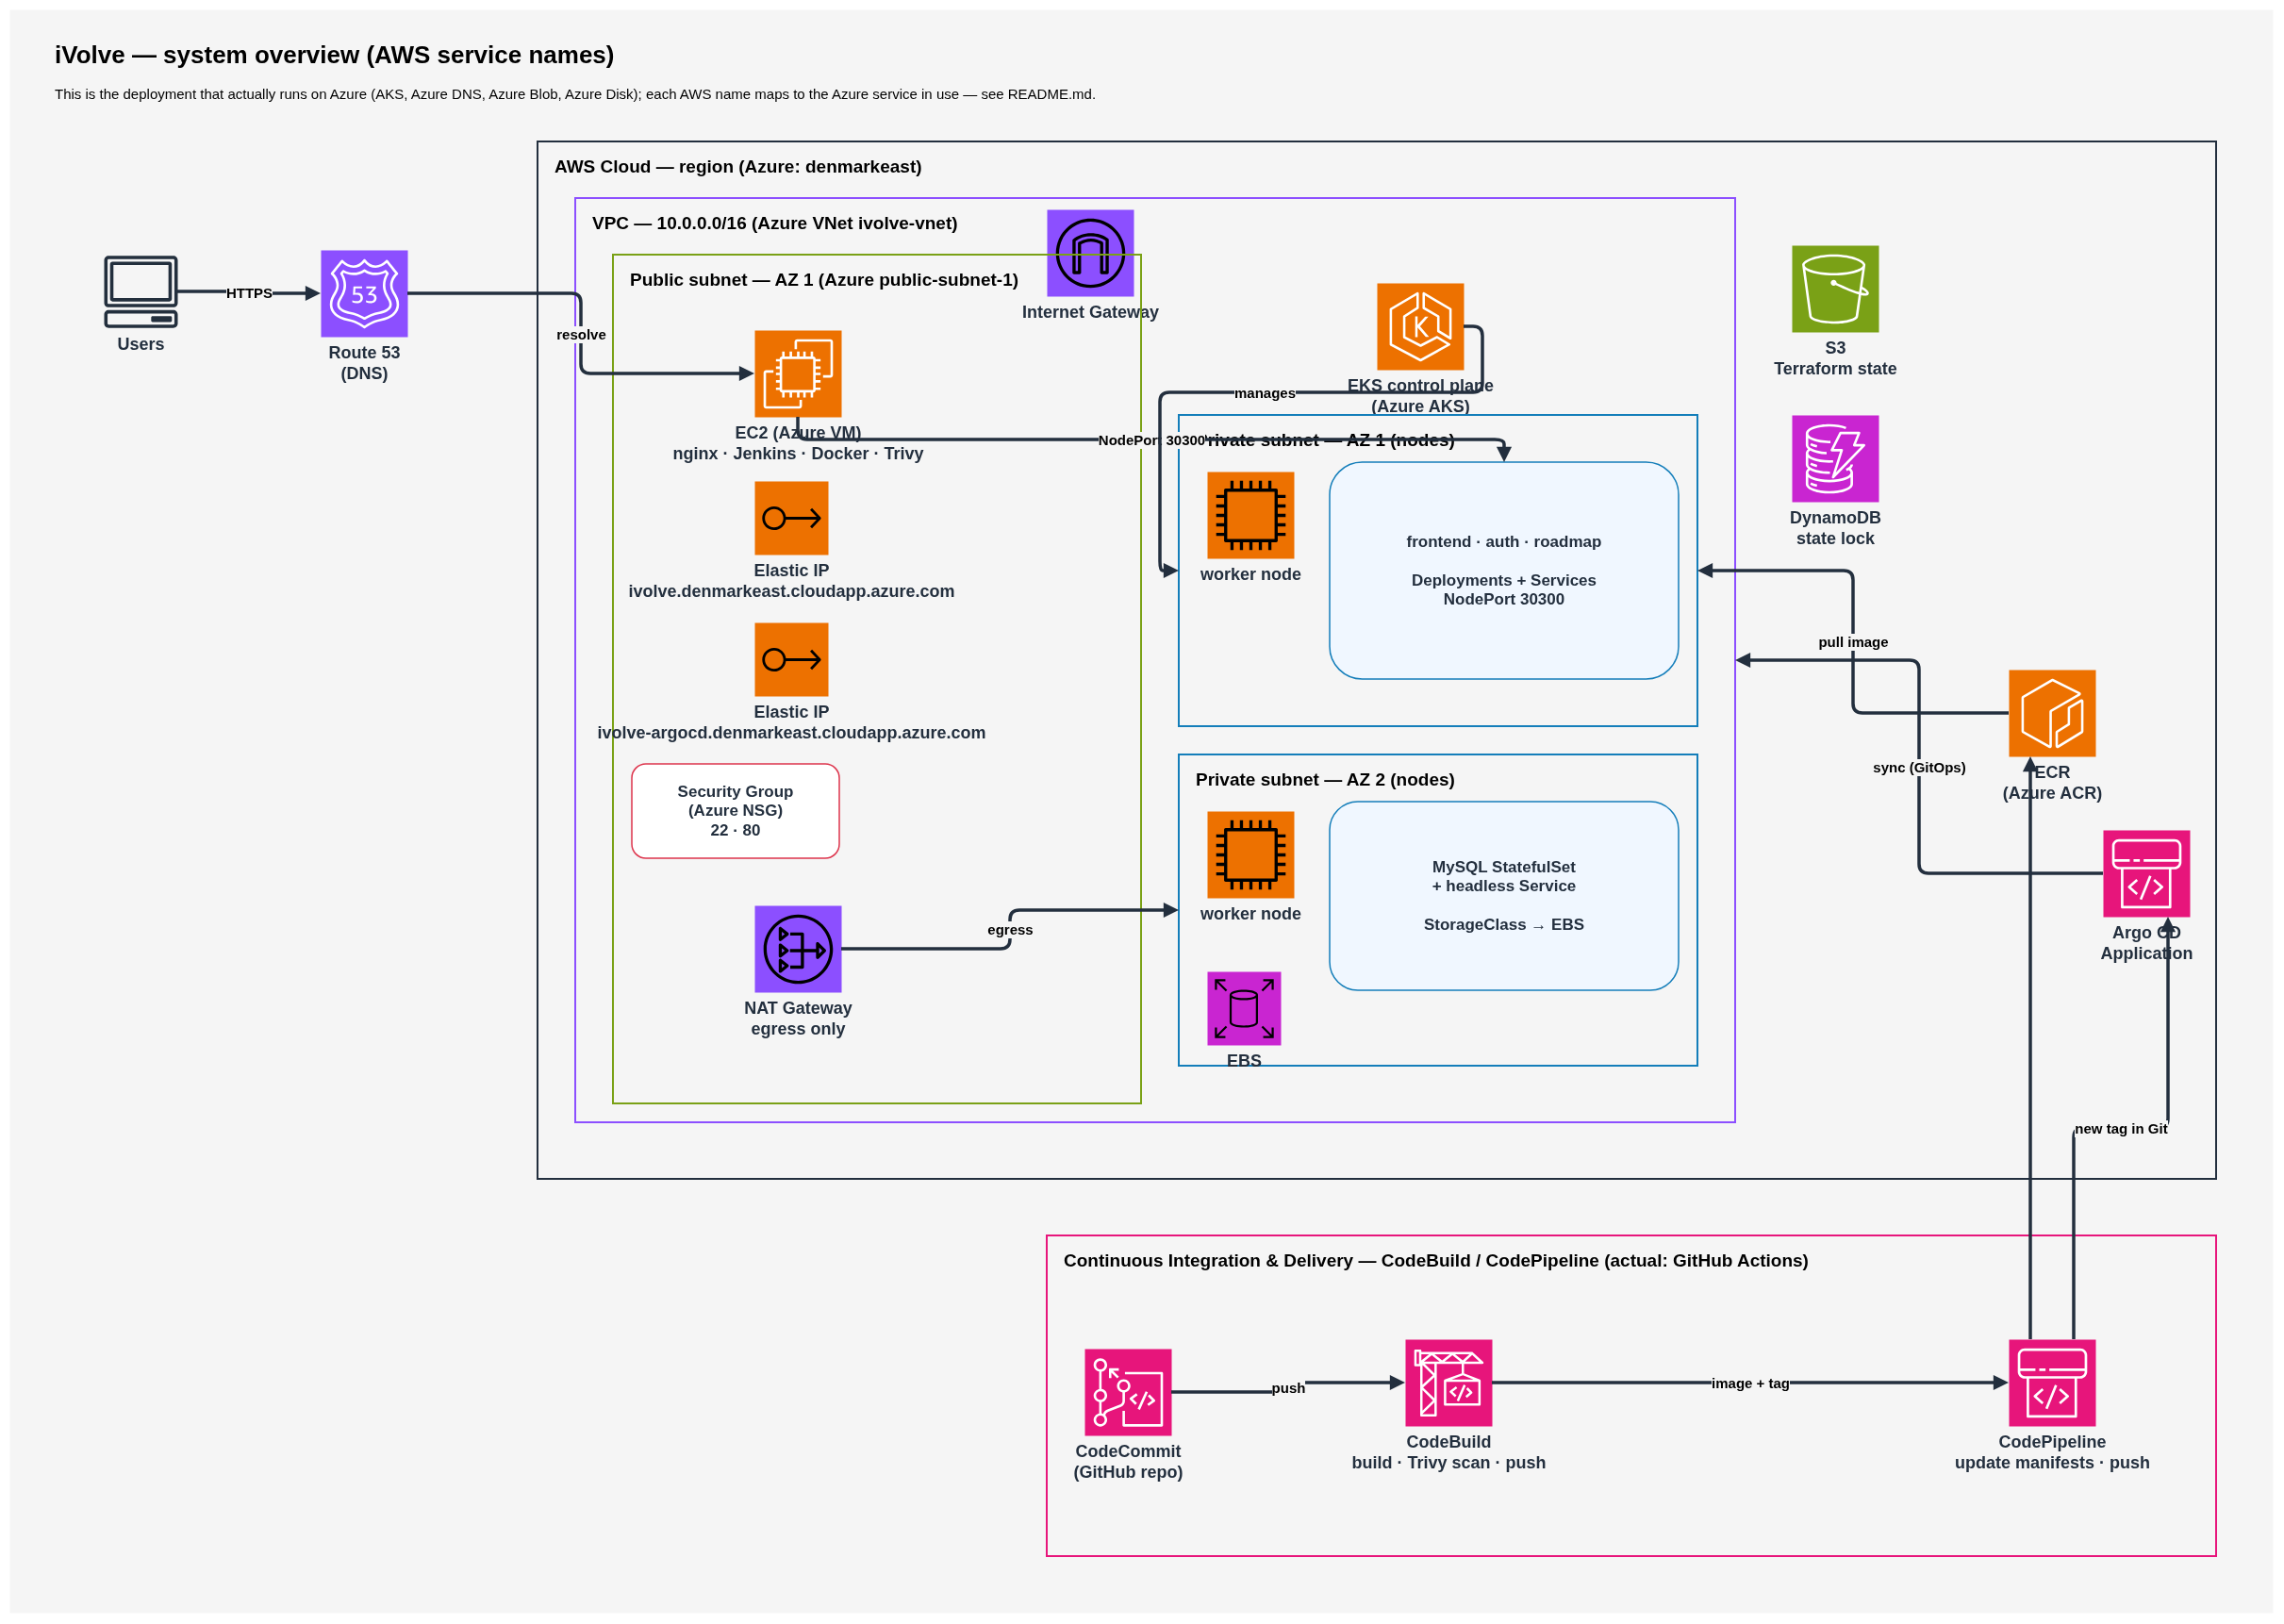 iVolve — system overview (AWS service names)
This is the deployment that actually runs on Azure (AKS, Azure DNS, Azure Blob, Azure Disk); each AWS name maps to the Azure service in use — see README.md.
AWS Cloud — region (Azure: denmarkeast)
VPC — 10.0.0.0/16 (Azure VNet ivolve-vnet)
Public subnet — AZ 1 (Azure public-subnet-1)
Internet Gateway
Users
HTTPS
53
Route 53
(DNS)
resolve
EC2 (Azure VM)
nginx · Jenkins · Docker · Trivy
Elastic IP
ivolve.denmarkeast.cloudapp.azure.com
Elastic IP
ivolve-argocd.denmarkeast.cloudapp.azure.com
Security Group
(Azure NSG)
22 · 80
NAT Gateway
egress only
egress
K
EKS control plane
(Azure AKS)
manages
NodePort 30300
Private subnet — AZ 1 (nodes)
worker node
frontend · auth · roadmap
Deployments + Services
NodePort 30300
Private subnet — AZ 2 (nodes)
worker node
MySQL StatefulSet
+ headless Service
StorageClass → EBS
EBS
S3
Terraform state
DynamoDB
state lock
pull image
sync (GitOps)
ECR
(Azure ACR)
Argo CD
Application
new tag in Git
Continuous Integration & Delivery — CodeBuild / CodePipeline (actual: GitHub Actions)
CodeCommit
(GitHub repo)
push
CodeBuild
build · Trivy scan · push
image + tag
CodePipeline
update manifests · push